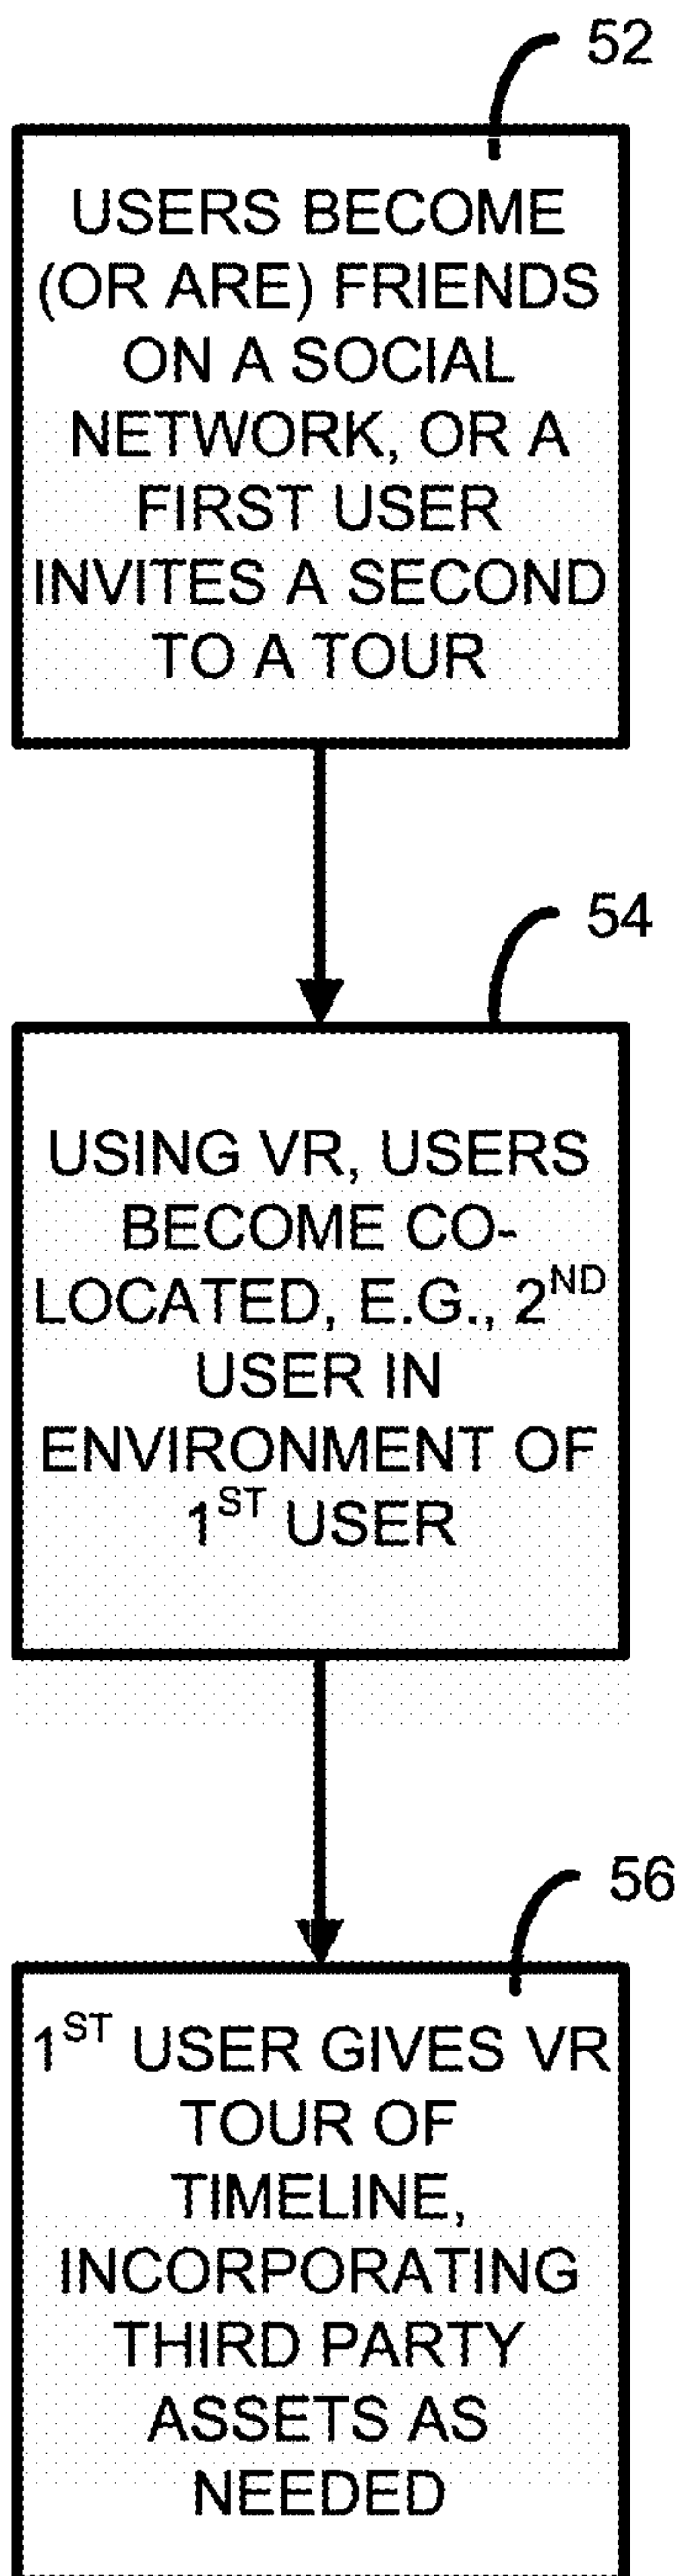 52
USERS BECOME
(OR ARE) FRIENDS
ON A SOCIAL
NETWORK, OR A
FIRST USER
INVITES A SECOND
TO A TOUR
54
USING VR, USERS
BECOME CO-
LOCATED, E.G., 2ND
USER IN
ENVIRONMENT OF
1ST USER
56
1ST USER GIVES VR
TOUR OF
TIMELINE,
INCORPORATING
THIRD PARTY
ASSETS AS
NEEDED